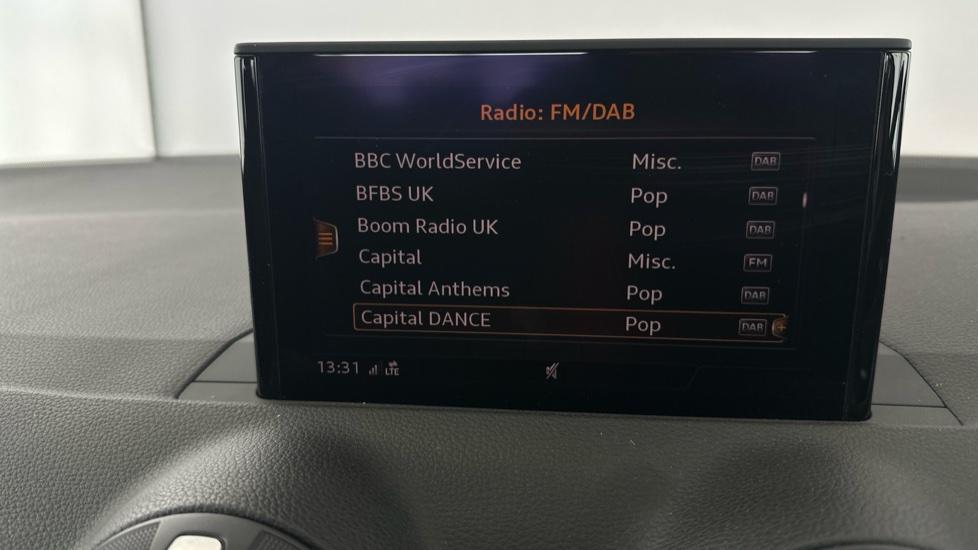 Radio: FM/DAB
BBC WorldService Misc. DAB
BFBS UK Pop DAB
Boom Radio UK Pop DAB
Capital Misc. FM
Capital Anthems Pop DAB
Capital DANCE Pop DAB
13:31 LTE